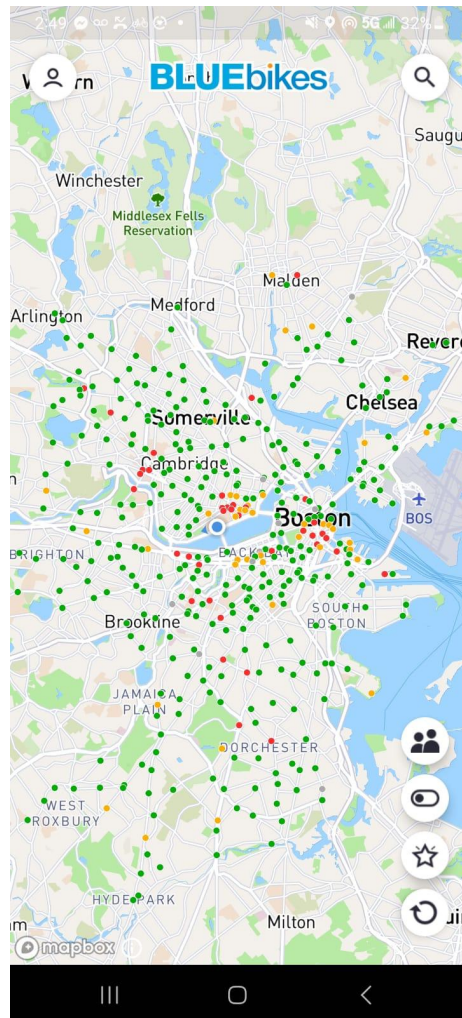 2:49
5G 32%
BLUEbikes
Saugu
Winchester
Middlesex Fells
Reservation
Malden
Medford
Arlington
Revere
Chelsea
Somerville
Cambridge
Boston
BOS
BRIGHTON
BACK BAY
SOUTH
BOSTON
Brookline
JAMAICA
PLAIN
DORCHESTER
WEST
ROXBURY
HYDE PARK
Milton
mapbox